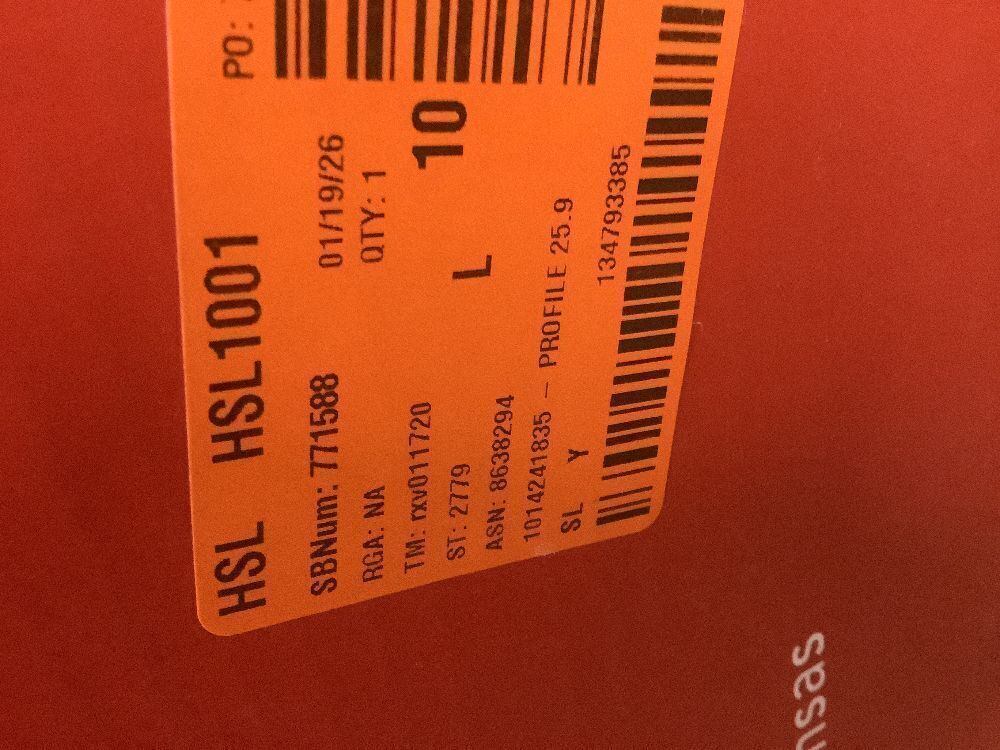 HSL HSL1001 PO:
SBNum: 771588 01/19/26
RGA: NA QTY: 1
TM: rxv011720 10
ST: 2779 L
ASN: 8638294
1014241835 - PROFILE 25.9
SL Y 134793385